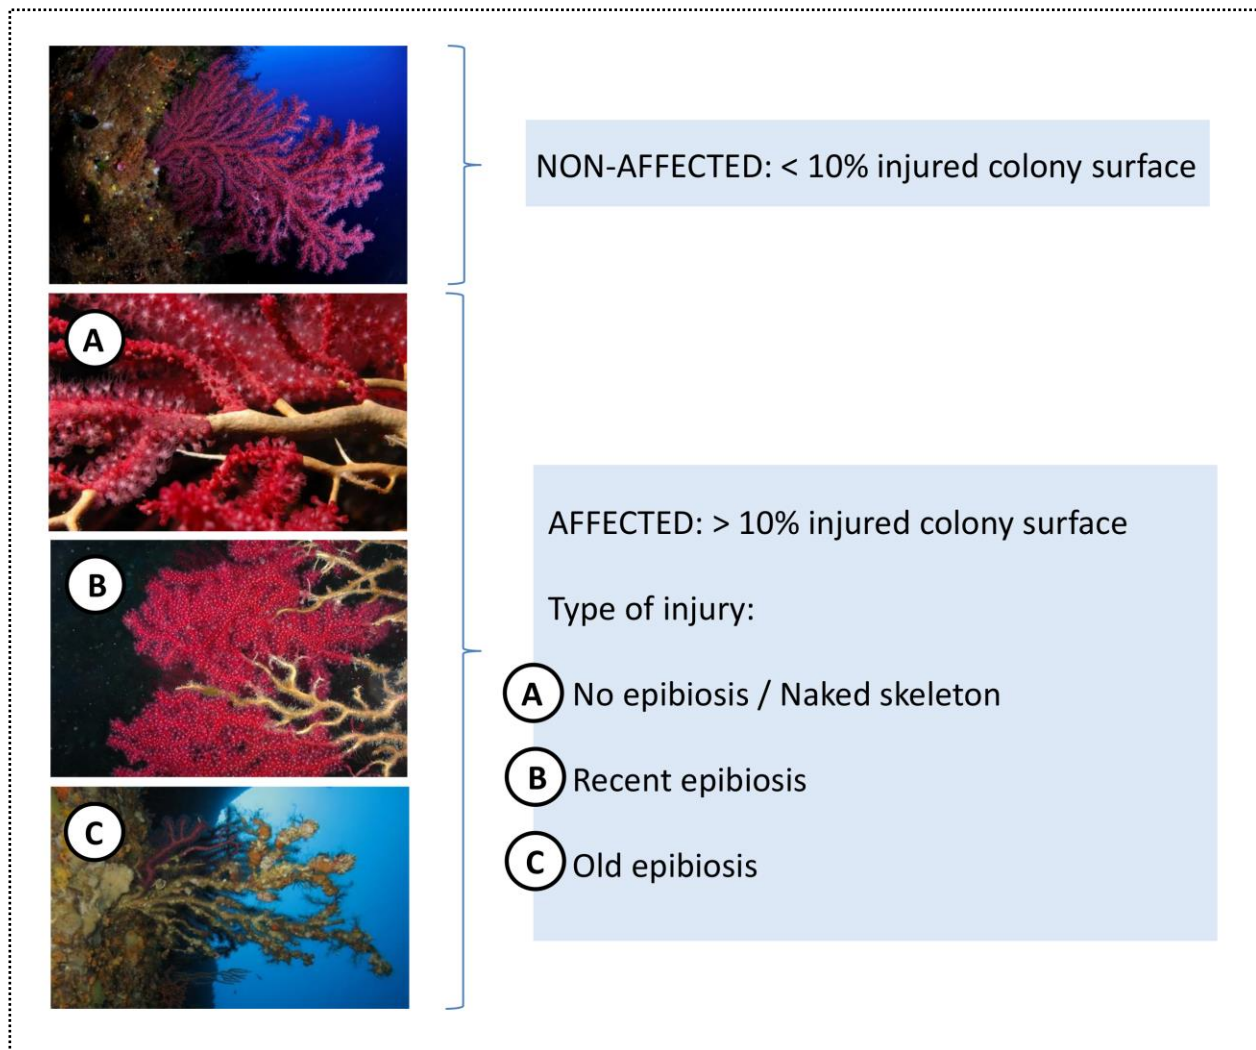 NON-AFFECTED: < 10% injured colony surface
A
B
C
AFFECTED: > 10% injured colony surface
Type of injury:
A No epibiosis / Naked skeleton
B Recent epibiosis
C Old epibiosis